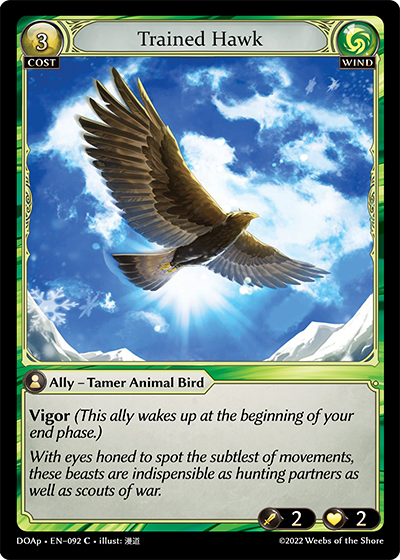 3
Trained Hawk
COST
WIND
Ally – Tamer Animal Bird
Vigor (This ally wakes up at the beginning of your
end phase.)
With eyes honed to spot the subtlest of movements,
these beasts are indispensible as hunting partners as
well as scouts of war.
2
2
DOAp • EN-092 C • illust: 漫道
©2022 Weebs of the Shore